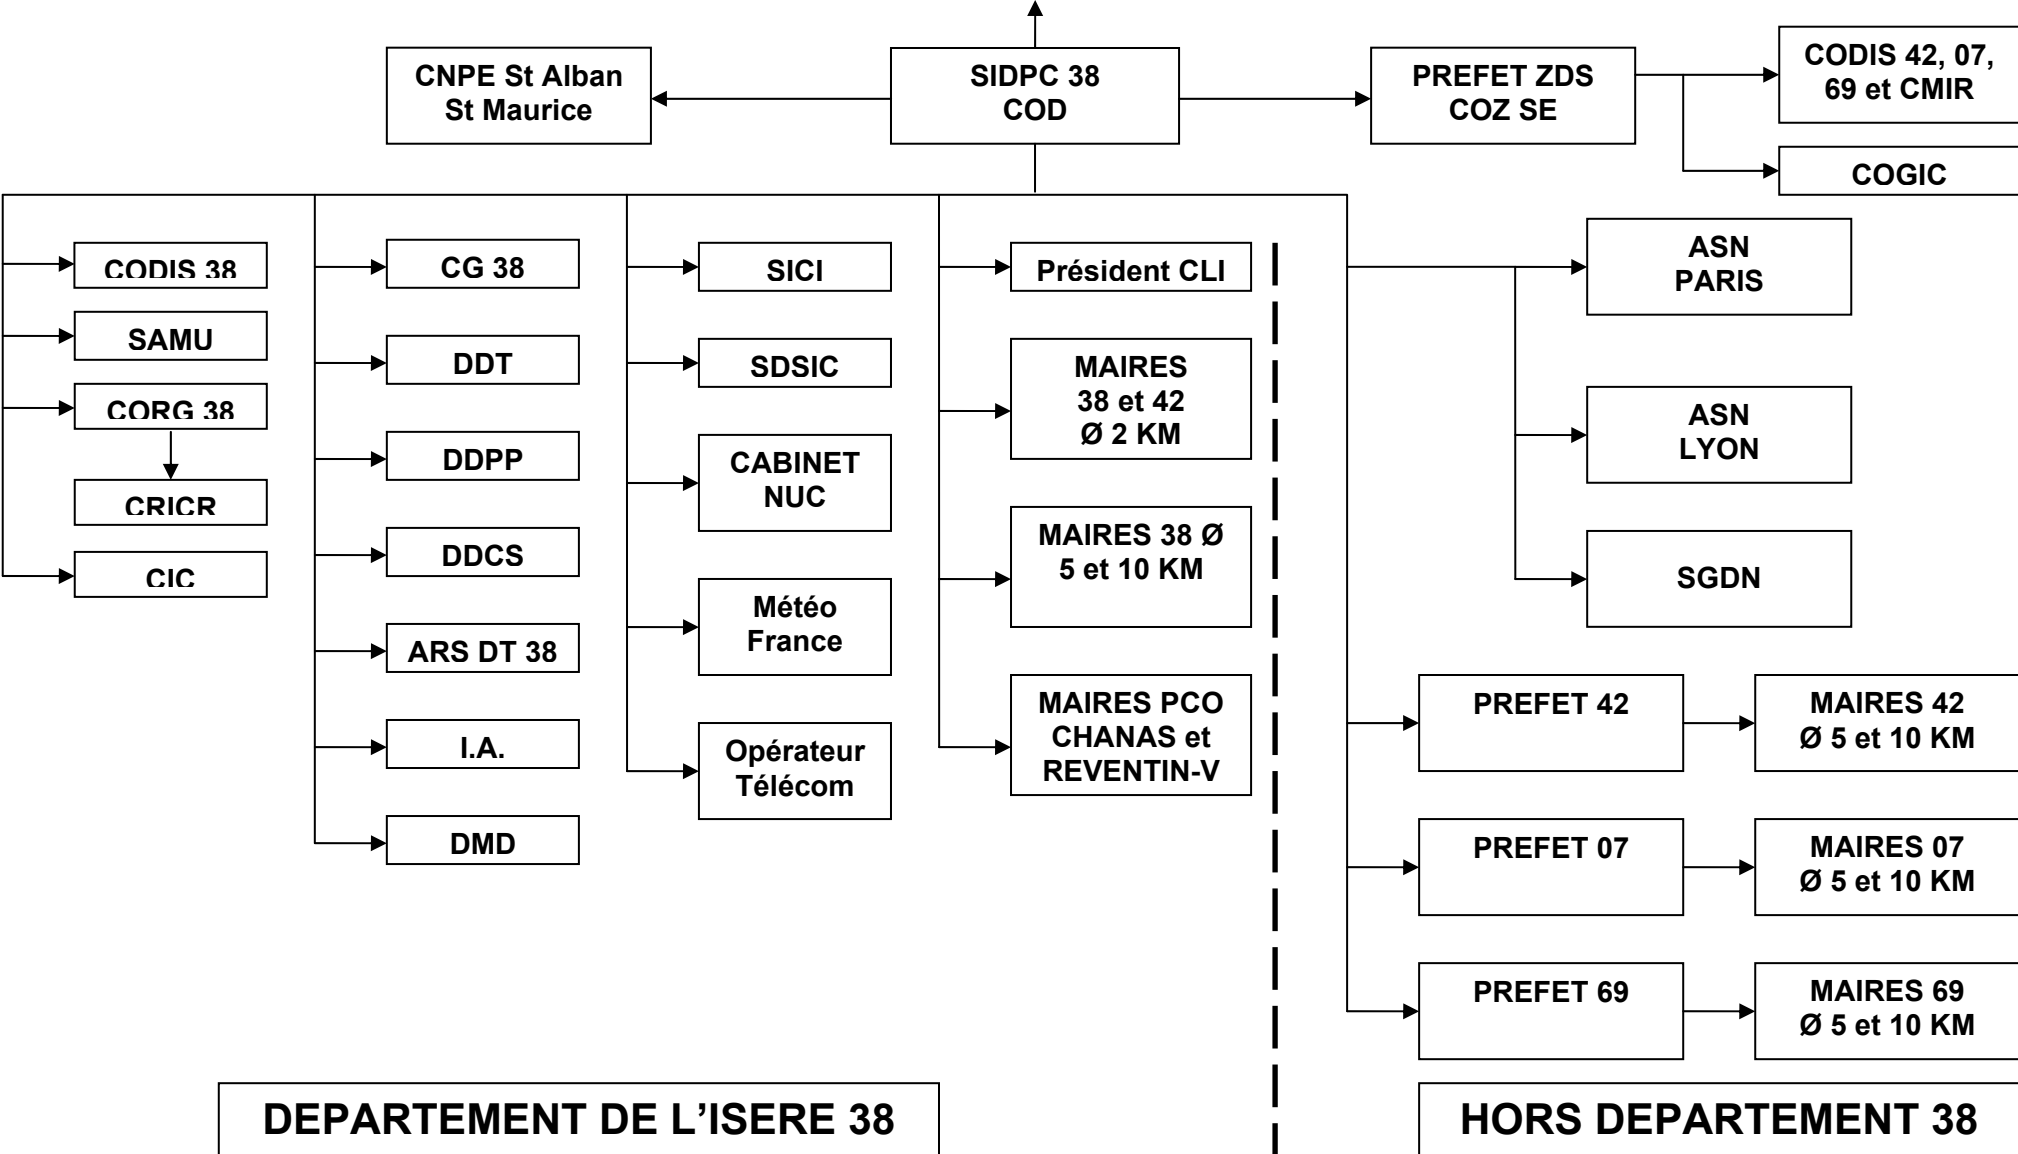 CNPE St Alban
St Maurice
SIDPC 38
COD
PREFET ZDS
COZ SE
CODIS 42, 07,
69 et CMIR
COGIC
CODIS 38
SAMU
CORG 38
CRICR
CIC
CG 38
DDT
DDPP
DDCS
ARS DT 38
I.A.
DMD
SICI
SDSIC
CABINET
NUC
Météo
France
Opérateur
Télécom
Président CLI
MAIRES
38 et 42
Ø 2 KM
MAIRES 38 Ø
5 et 10 KM
MAIRES PCO
CHANAS et
REVENTIN-V
ASN
PARIS
ASN
LYON
SGDN
PREFET 42
MAIRES 42
Ø 5 et 10 KM
PREFET 07
MAIRES 07
Ø 5 et 10 KM
PREFET 69
MAIRES 69
Ø 5 et 10 KM
DEPARTEMENT DE L’ISERE 38
HORS DEPARTEMENT 38